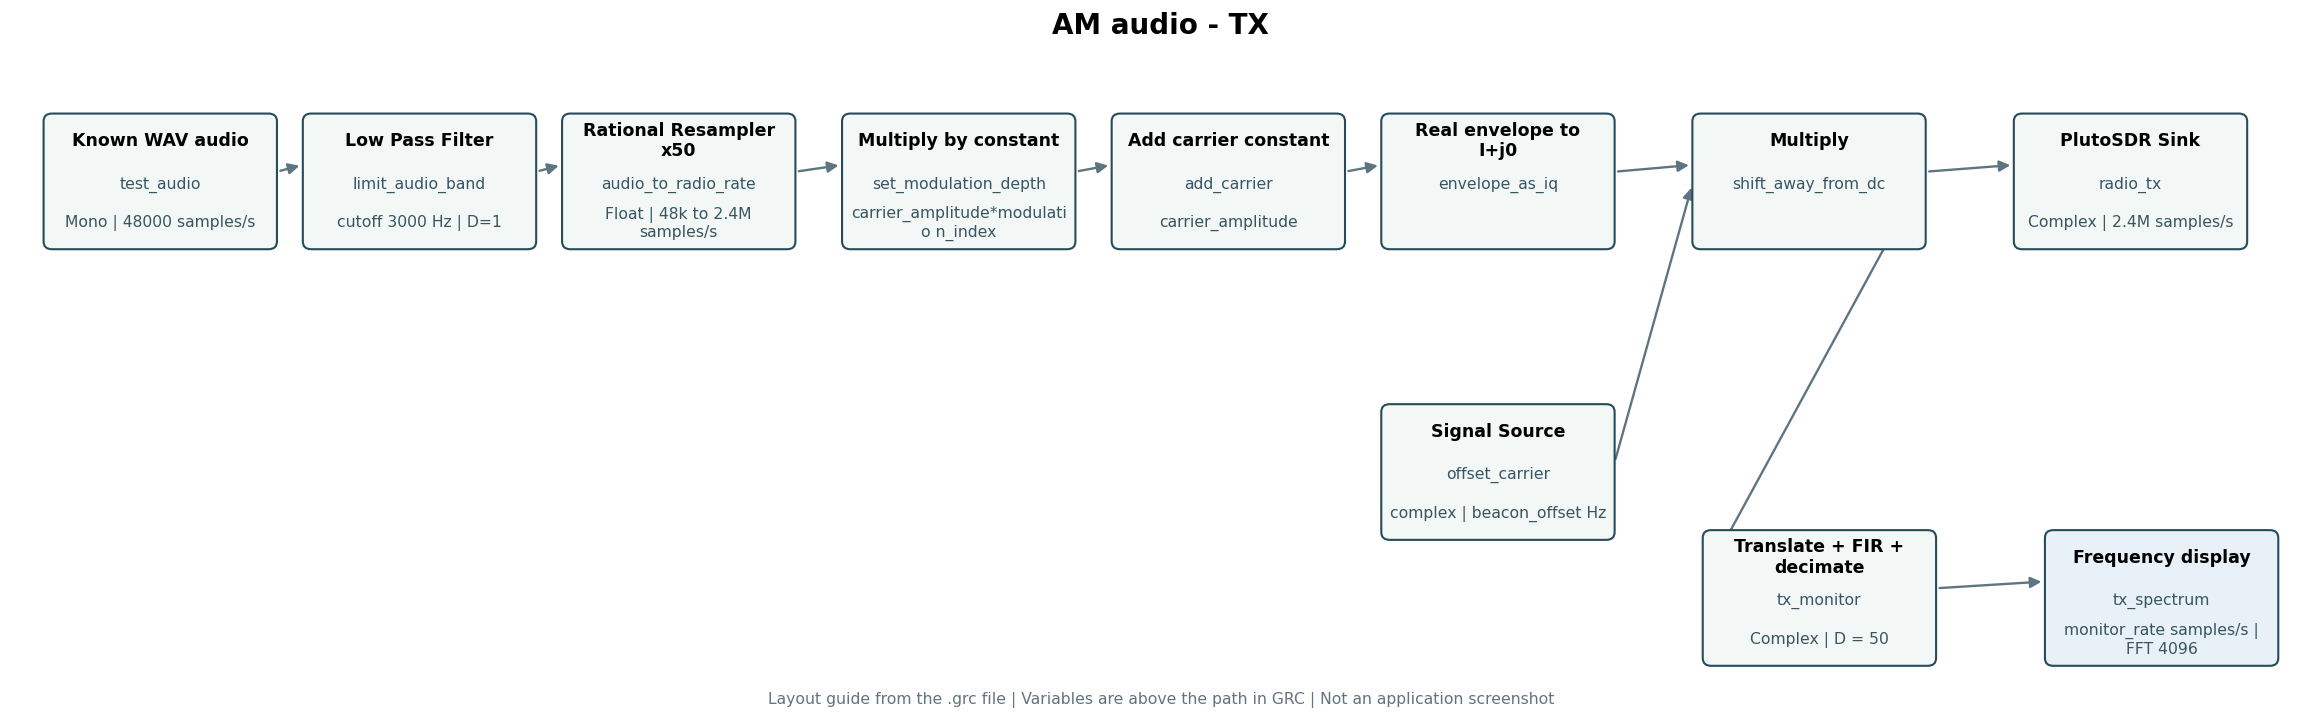 AM audio - TX
Known WAV audio
test_audio
Mono | 48000 samples/s
Low Pass Filter
limit_audio_band
cutoff 3000 Hz | D=1
Rational Resampler
x50
audio_to_radio_rate
Float | 48k to 2.4M
samples/s
Multiply by constant
set_modulation_depth
carrier_amplitude*modulati
o n_index
Add carrier constant
add_carrier
carrier_amplitude
Real envelope to
I+j0
envelope_as_iq
Multiply
shift_away_from_dc
PlutoSDR Sink
radio_tx
Complex | 2.4M samples/s
Signal Source
offset_carrier
complex | beacon_offset Hz
Translate + FIR +
decimate
tx_monitor
Complex | D = 50
Frequency display
tx_spectrum
monitor_rate samples/s |
FFT 4096
Layout guide from the .grc file | Variables are above the path in GRC | Not an application screenshot